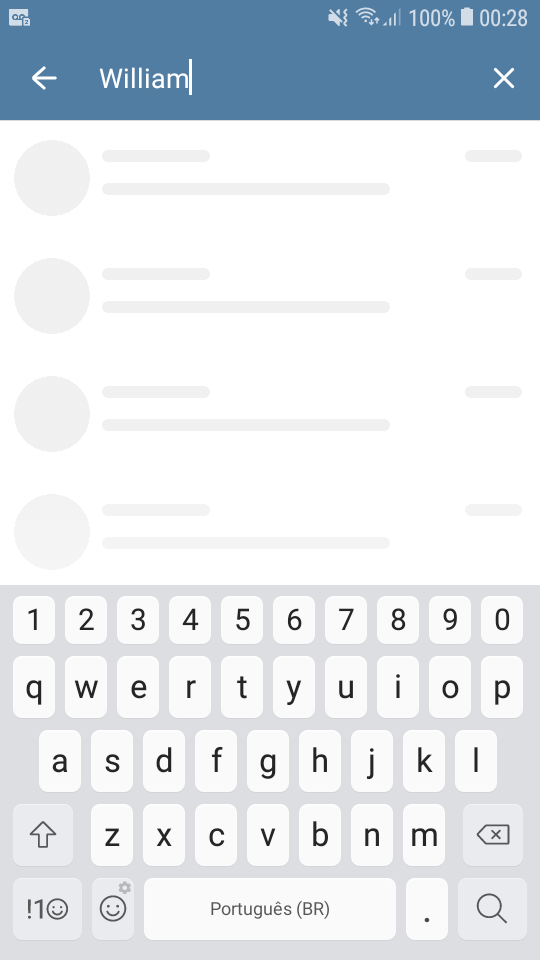 100% 00:28
William
1 2 3 4 5 6 7 8 9 0
q w e r t y u i o p
a s d f g h j k l
z x c v b n m
!1☺ Português (BR) .